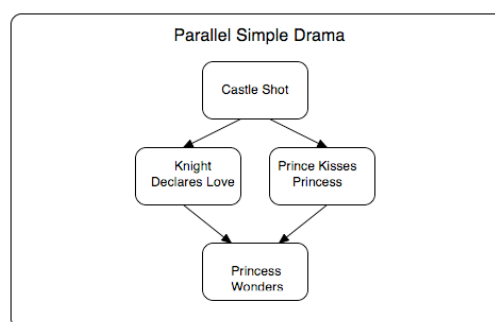 Parallel Simple Drama
Castle Shot
Knight
Declares Love
Prince Kisses
Princess
Princess
Wonders